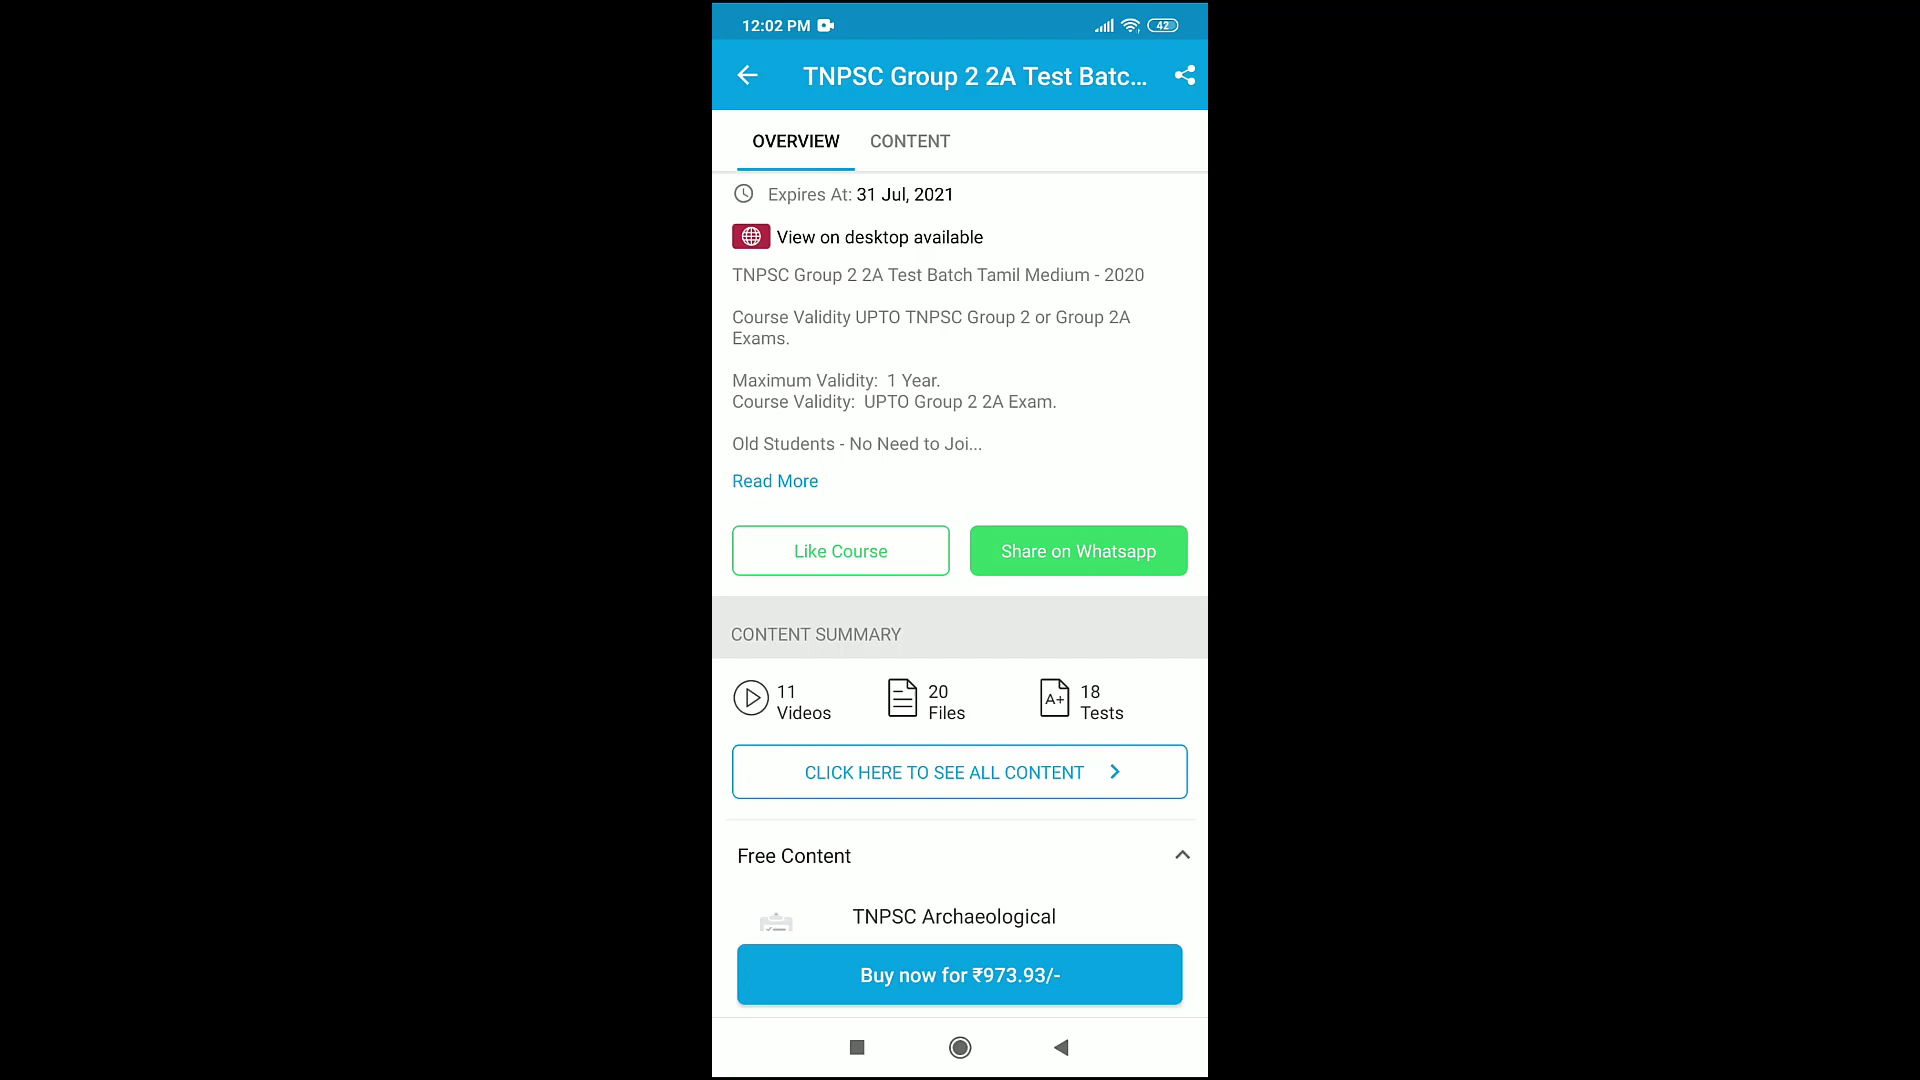 12:02 PM
42
TNPSC Group 2 2A Test Batc...
OVERVIEW CONTENT
Expires At: 31 Jul, 2021
View on desktop available
TNPSC Group 2 2A Test Batch Tamil Medium - 2020
Course Validity UPTO TNPSC Group 2 or Group 2A
Exams.
Maximum Validity:  1 Year.
Course Validity:  UPTO Group 2 2A Exam.
Old Students - No Need to Joi...
Read More
Like Course Share on Whatsapp
CONTENT SUMMARY
11 Videos
20 Files
A+ 18 Tests
CLICK HERE TO SEE ALL CONTENT
Free Content
TNPSC Archaeological
Buy now for ₹973.93/-